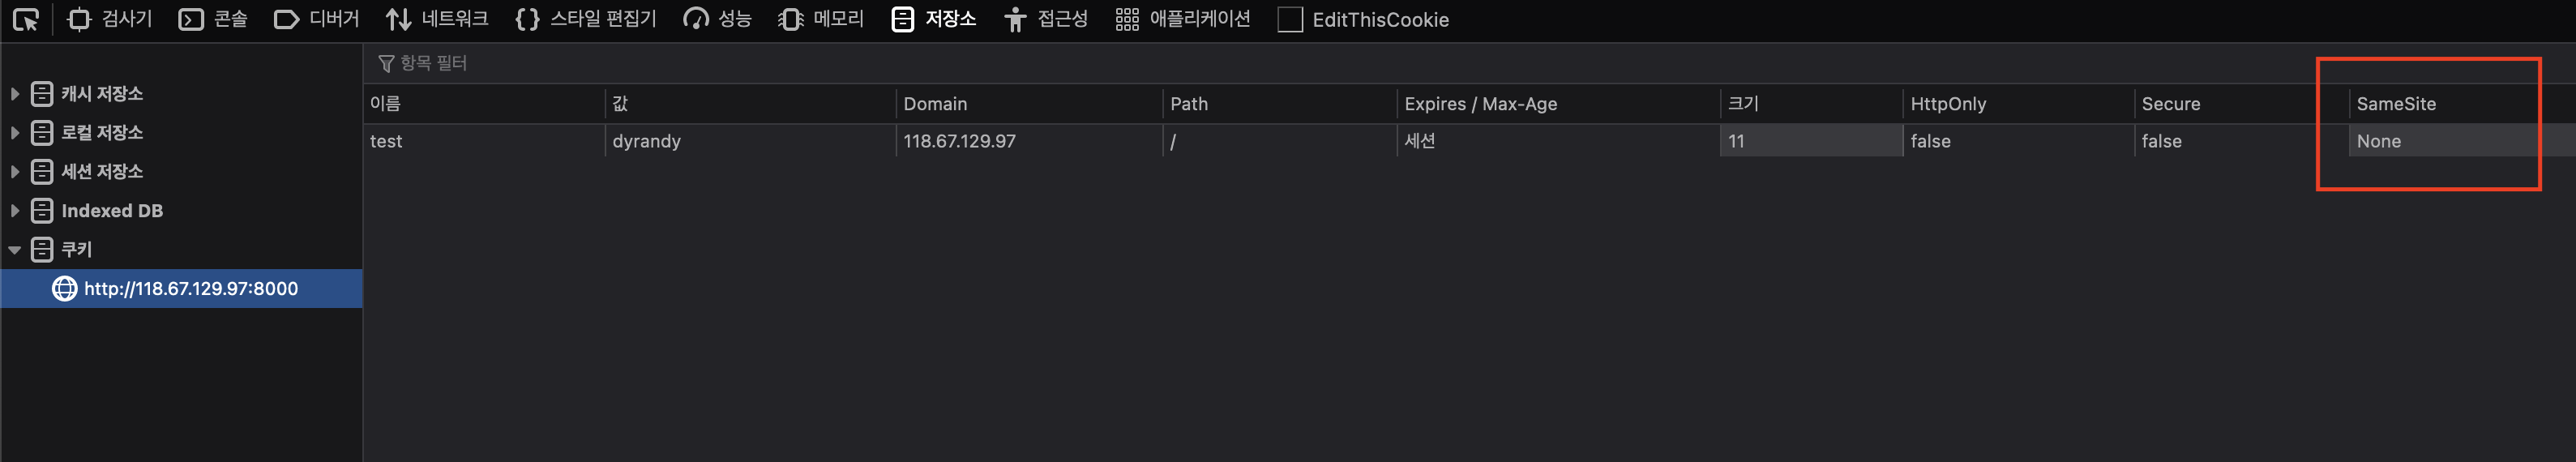 검사기 콘솔 디버거 네트워크 {} 스타일 편집기 성능 메모리 저장소 접근성 애플리케이션 EditThisCookie
항목 필터
캐시 저장소
로컬 저장소
세션 저장소
Indexed DB
쿠키
http://118.67.129.97:8000
이름 값 Domain Path Expires / Max-Age 크기 HttpOnly Secure SameSite
test dyrandy 118.67.129.97 / 세션 11 false false None